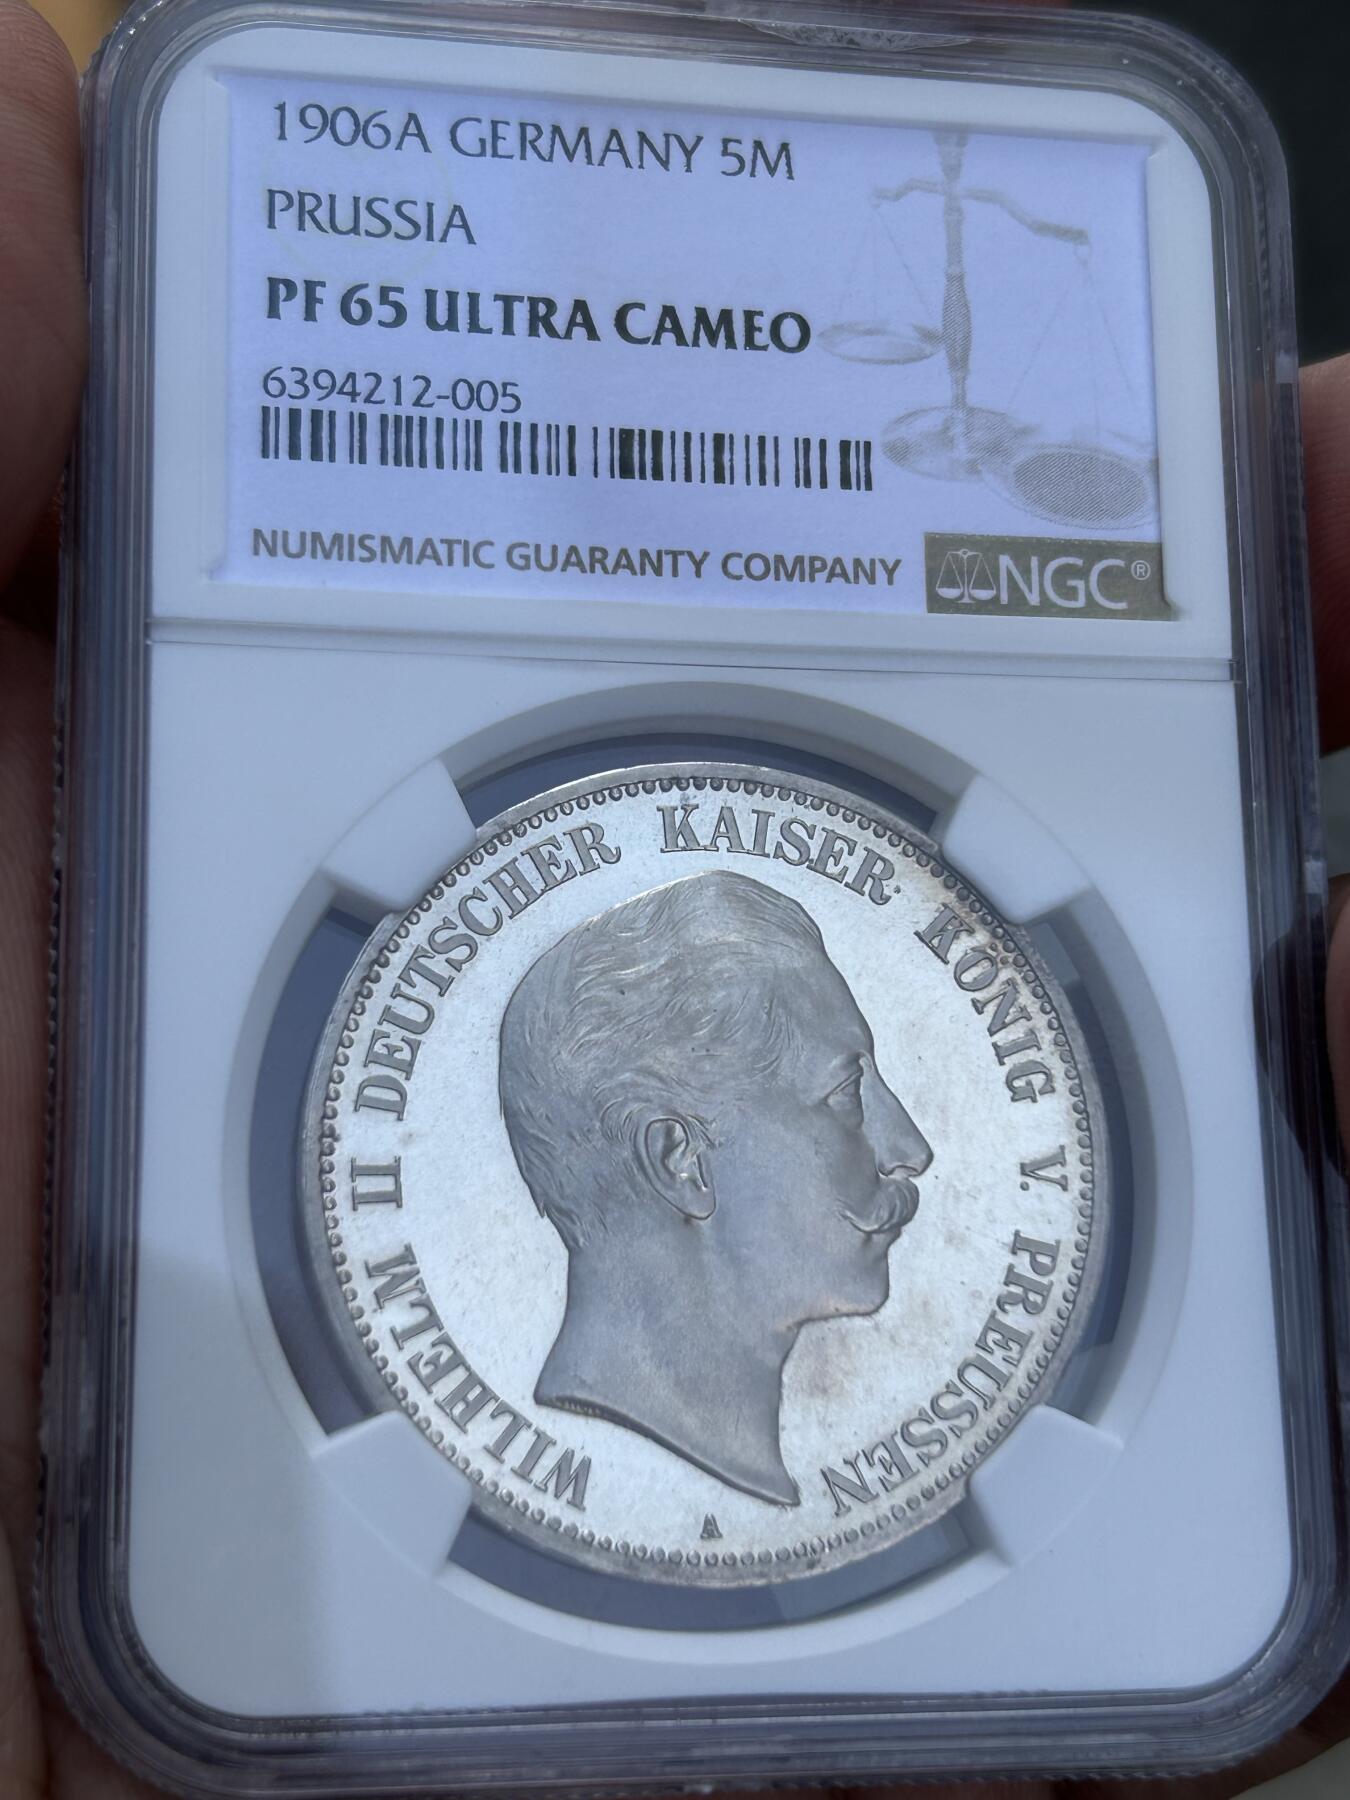 1906A GERMANY 5M
PRUSSIA
PF 65 ULTRA CAMEO
6394212-005
NUMISMATIC GUARANTY COMPANY
NGC®
WILHELM II DEUTSCHER KAISER KÖNIG V. PREUSSEN
A